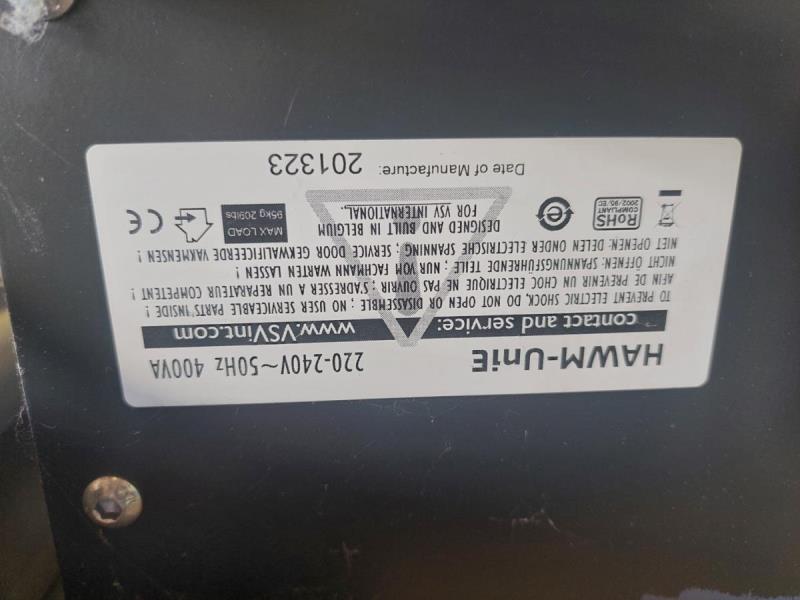 HAWM-UniE 220-240V~50Hz 400VA
contact and service: www.VSVint.com
TO PREVENT ELECTRIC SHOCK, DO NOT OPEN OR DISASSEMBLE ; NO USER SERVICABLE PARTS INSIDE !
AFIN DE PREVENIR UN CHOC ELECTRIQUE NE PAS OUVRIR ; S'ADRESSER A UN REPARATEUR COMPETENT !
NICHT ÖFFNEN: SPANNUNGSFÜHRENDE TEILE ; NUR VOM FACHMANN WARTEN LASSEN !
NIET OPENEN: DELEN ONDER ELEKTRISCHE SPANNING ; SERVICE DOOR GEKWALIFICEERDE VAKMENSEN !
RoHS
COMPLIANT
2002/95/EC
DESIGNED AND BUILT IN BELGIUM
FOR VSV INTERNATIONAL.
MAX LOAD
95kg 209lbs
CE
Date of Manufacture: 201323